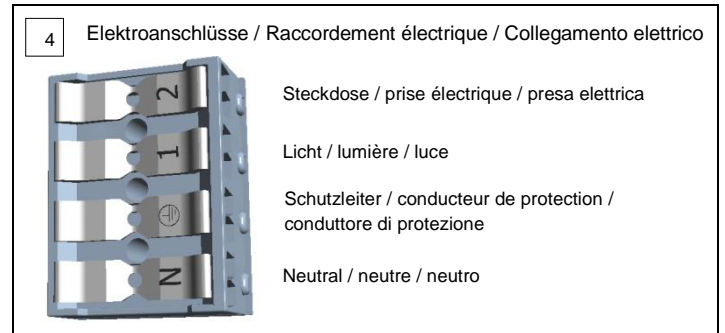 4
Elektroanschlüsse / Raccordement électrique / Collegamento elettrico
2
Steckdose / prise électrique / presa elettrica
1
Licht / lumière / luce
Schutzleiter / conducteur de protection /
conduttore di protezione
N
Neutral / neutre / neutro